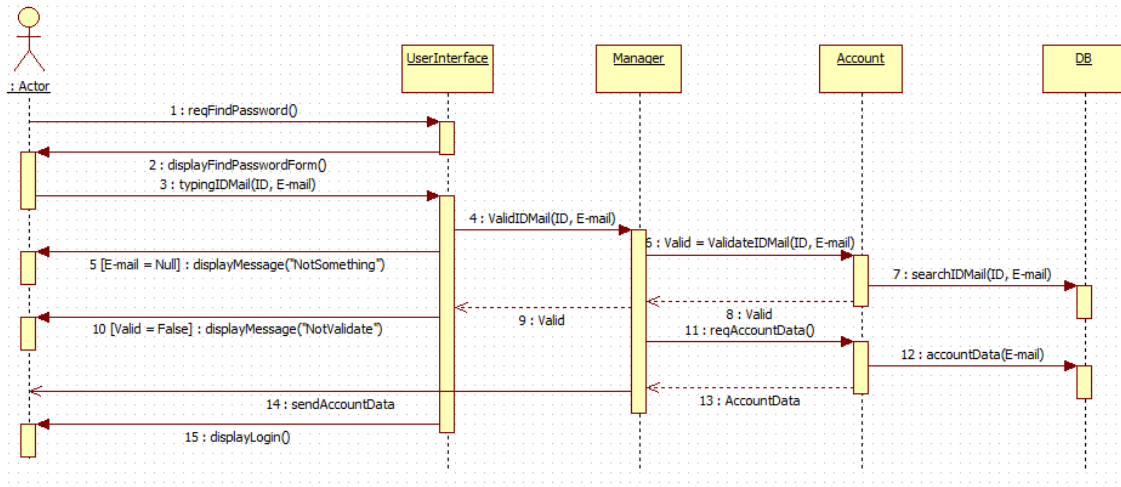 : Actor
UserInterface
Manager
Account
DB
1 : reqFindPassword()
2 : displayFindPasswordForm()
3 : typingIDMail(ID, E-mail)
4 : ValidIDMail(ID, E-mail)
5 [E-mail = Null] : displayMessage("NotSomething")
6 : Valid = ValidateIDMail(ID, E-mail)
7 : searchIDMail(ID, E-mail)
8 : Valid
9 : Valid
10 [Valid = False] : displayMessage("NotValidate")
11 : reqAccountData()
12 : accountData(E-mail)
13 : AccountData
14 : sendAccountData
15 : displayLogin()